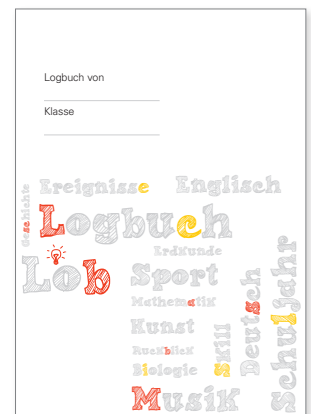 Logbuch von
Klasse
Geschichte
Ereignisse
Englisch
Logbuch
Erdkunde
Lob
Sport
Mathematik
Kunst
Rückblick
Biologie
Musik
Skill
Deutsch
Schuljahr